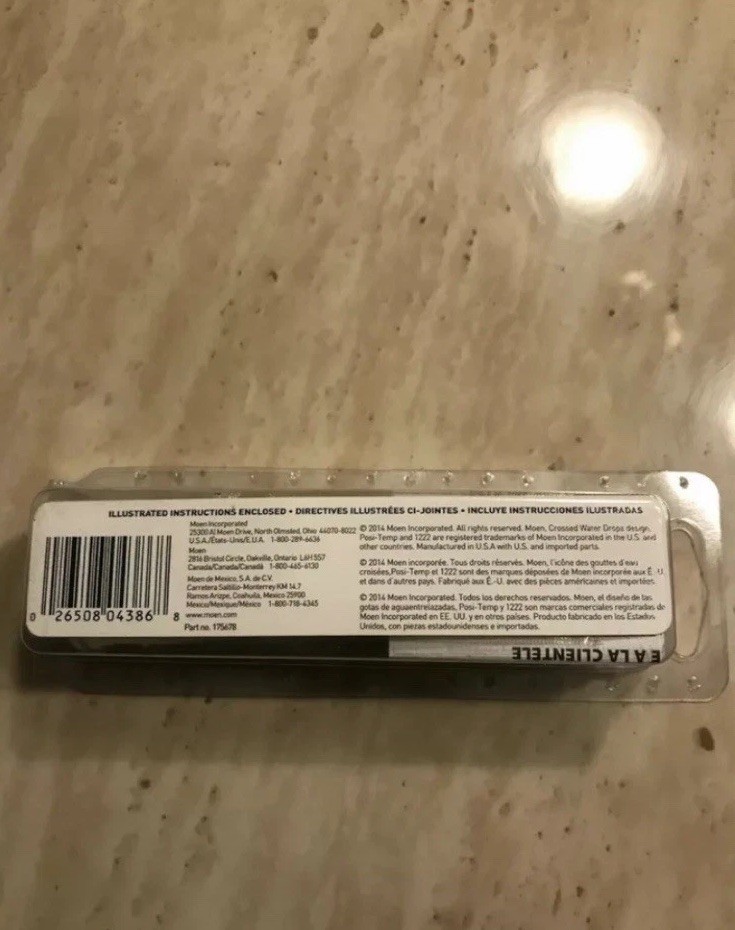 ILLUSTRATED INSTRUCTIONS ENCLOSED • DIRECTIVES ILLUSTRÉES CI-JOINTES • INCLUYE INSTRUCCIONES ILUSTRADAS
Moen Incorporated
25300 Al Moen Drive, North Olmsted, Ohio 44070-8022
U.S.A./États-Unis/E.U.A. 1-800-289-6636
Moen
2816 Bristol Circle, Oakville, Ontario L6H 5S7
Canada/Canada/Canadá 1-800-465-6130
Moen de Mexico, S.A. de C.V.
Carretera Saltillo-Monterrey KM 14.7
Ramos Arizpe, Coahuila, Mexico 25900
Mexico/Mexique/México 1-800-718-4345
www.moen.com
Part no. 175678
© 2014 Moen Incorporated. All rights reserved. Moen, Crossed Water Drops design,
Posi-Temp and 1222 are registered trademarks of Moen Incorporated in the U.S. and
other countries. Manufactured in U.S.A with U.S. and imported parts.
© 2014 Moen incorporée. Tous droits réservés. Moen, l'icône des gouttes d'eau
croisées,Posi-Temp et 1222 sont des marques déposées de Moen incorporée aux É.-U.
et dans d'autres pays. Fabriqué aux É.-U. avec des pièces américaines et importées.
© 2014 Moen Incorporated. Todos los derechos reservados. Moen, el diseño de las
gotas de agua entrelazadas, Posi-Temp y 1222 son marcas comerciales registradas de
Moen Incorporated en EE. UU. y en otros países. Producto fabricado en los Estados
Unidos, con piezas estadounidenses e importadas.
0 26508 04386 8
E A LA CLIENTELE